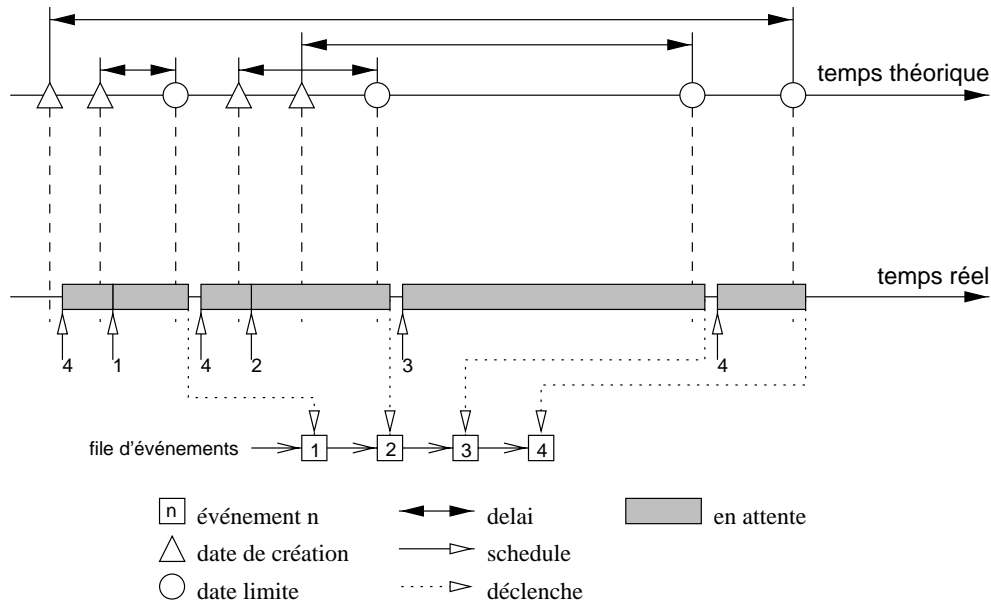 temps théorique
temps réel
4 1 4 2 3 4
file d'événements 1 2 3 4
n événement n delai en attente
date de création schedule
date limite déclenche